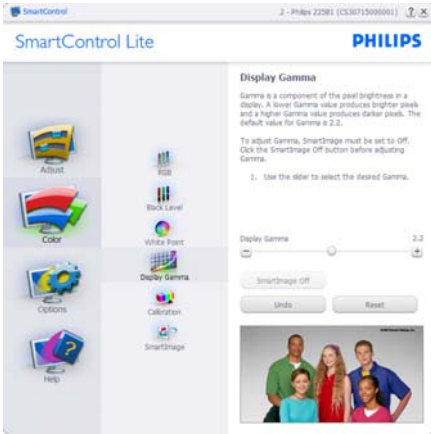 SmartControl
2 - Philips 225B1 (CS30715000001)
SmartControl Lite
PHILIPS
Adjust
Color
Options
Help
RGB
Black Level
White Point
Display Gamma
Calibration
SmartImage
Display Gamma
Gamma is a component of the pixel brightness in a
display. A lower Gamma value produces brighter pixels
and a higher Gamma value produces darker pixels. The
default value for Gamma is 2.2.
To adjust Gamma, SmartImage must be set to Off.
Click the SmartImage Off button before adjusting
Gamma.
1. Use the slider to select the desired Gamma.
Display Gamma
2.2
SmartImage Off
Undo
Reset